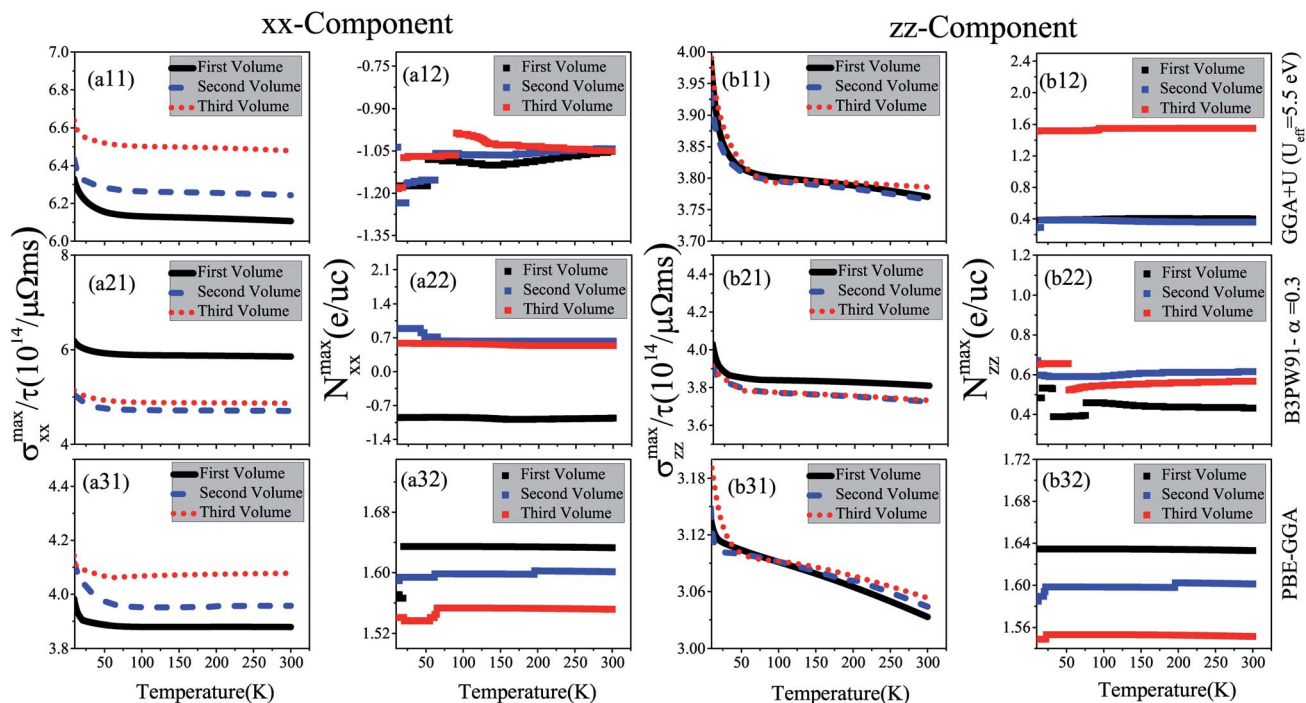 xx-Component
zz-Component
7.0
6.8
6.6
6.4
6.2
6.0
(a11)
First Volume
Second Volume
Third Volume
-0.75
-0.90
-1.05
-1.20
-1.35
(a12)
First Volume
Second Volume
Third Volume
4.00
3.95
3.90
3.85
3.80
3.75
3.70
(b11)
First Volume
Second Volume
Third Volume
2.4
2.0
1.6
1.2
0.8
0.4
(b12)
First Volume
Second Volume
Third Volume
GGA+U (U_eff=5.5 eV)
σ_xx^max/τ(10^14/μΩms)
8
6
4
(a21)
First Volume
Second Volume
Third Volume
N_xx^max(e/uc)
2.1
1.4
0.7
0.0
-0.7
-1.4
(a22)
First Volume
Second Volume
Third Volume
σ_zz^max/τ(10^14/μΩms)
4.4
4.2
4.0
3.8
3.6
(b21)
First Volume
Second Volume
Third Volume
N_zz^max(e/uc)
1.2
1.0
0.8
0.6
0.4
(b22)
First Volume
Second Volume
Third Volume
B3PW91- α =0.3
4.4
4.2
4.0
3.8
(a31)
First Volume
Second Volume
Third Volume
1.68
1.60
1.52
(a32)
First Volume
Second Volume
Third Volume
3.18
3.12
3.06
3.00
(b31)
First Volume
Second Volume
Third Volume
1.72
1.68
1.64
1.60
1.56
(b32)
First Volume
Second Volume
Third Volume
PBE-GGA
50 100 150 200 250 300
50 100 150 200 250 300
50 100 150 200 250 300
50 100 150 200 250 300
Temperature(K)
Temperature(K)
Temperature(K)
Temperature(K)